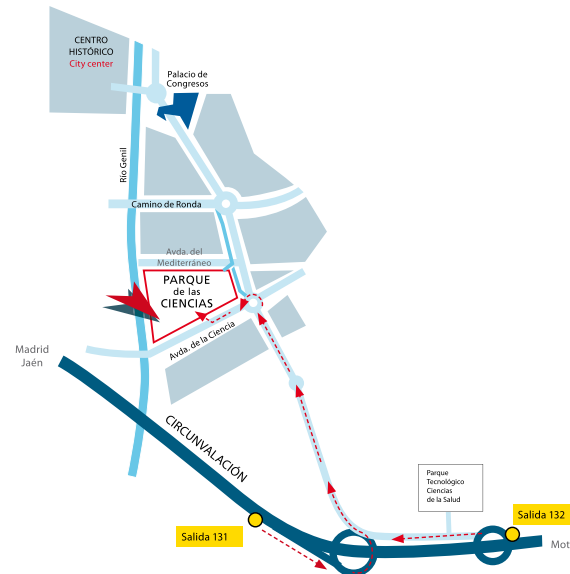 CENTRO
HISTÓRICO
City center
Palacio de
Congresos
Río Genil
Camino de Ronda
Avda. del
Mediterráneo
PARQUE
de las
CIENCIAS
Avda. de la Ciencia
Madrid
Jaén
CIRCUNVALACIÓN
Parque
Tecnológico
Ciencias
de la Salud
Salida 132
Salida 131
Mot